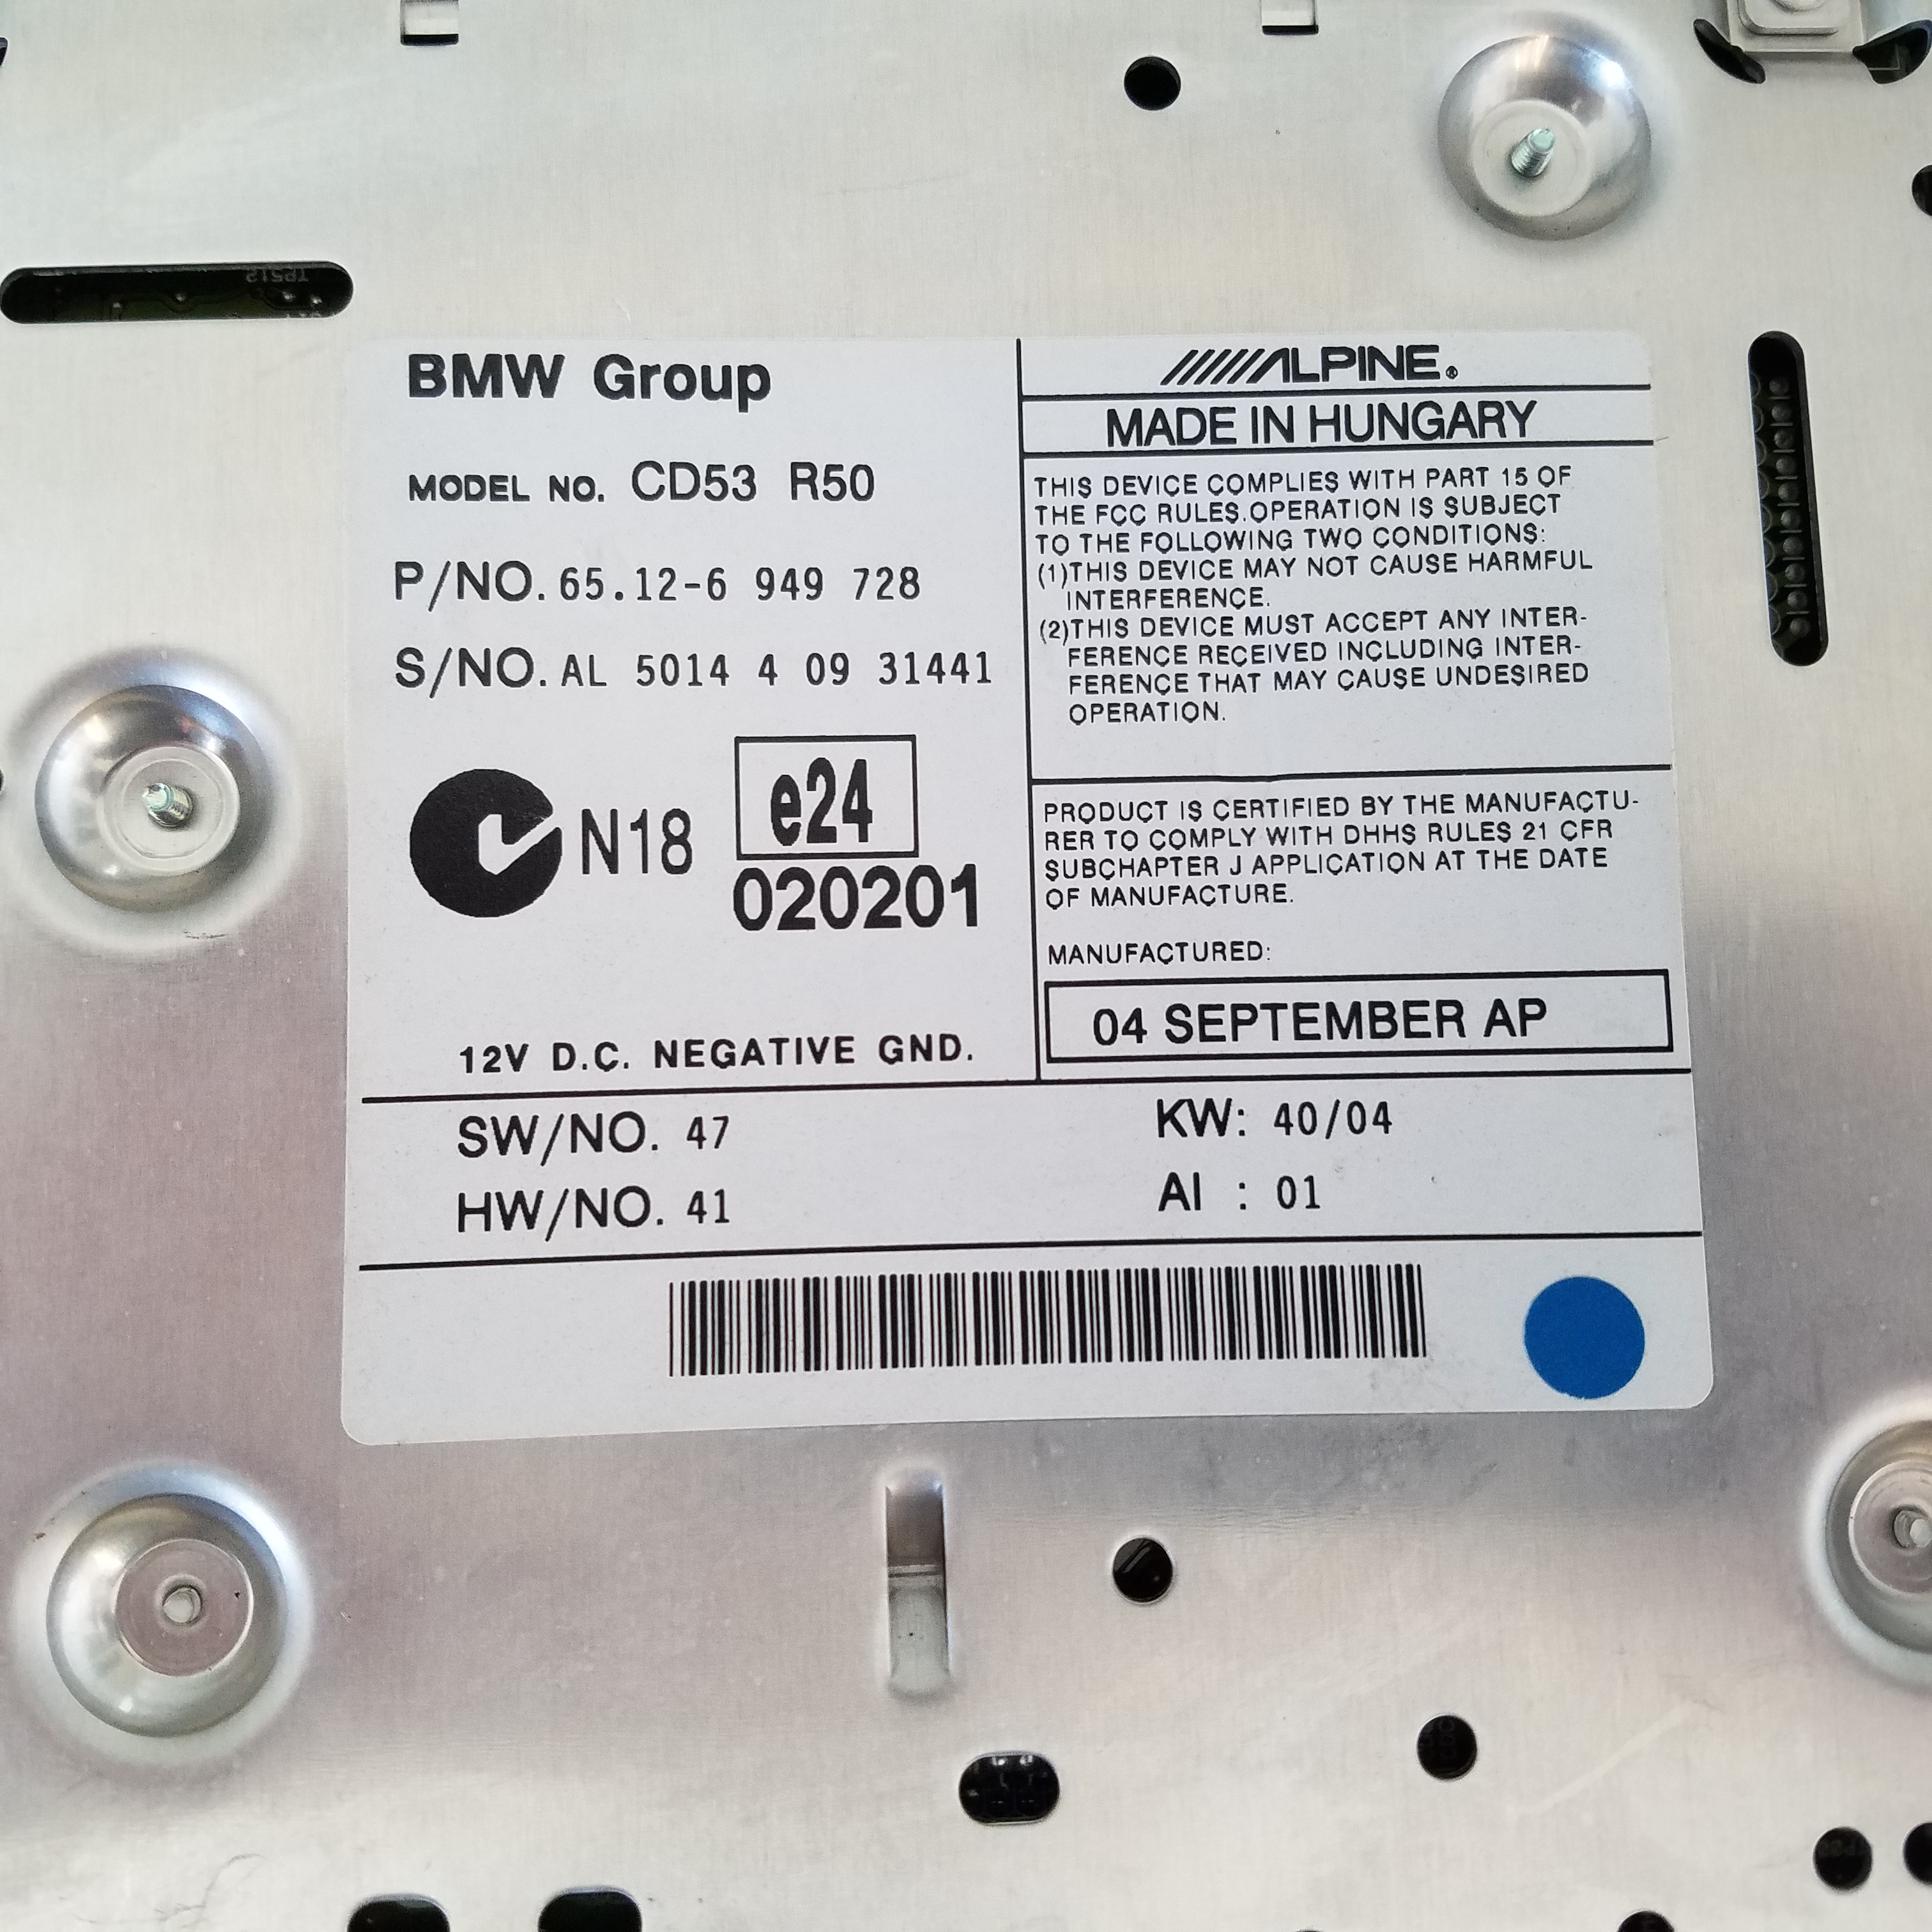 TP512
BMW Group
MODEL NO. CD53 R50
P/NO. 65.12-6 949 728
S/NO. AL 5014 4 09 31441
N18
e24
020201
12V D.C. NEGATIVE GND.
ALPINE®
MADE IN HUNGARY
THIS DEVICE COMPLIES WITH PART 15 OF
THE FCC RULES.OPERATION IS SUBJECT
TO THE FOLLOWING TWO CONDITIONS:
(1)THIS DEVICE MAY NOT CAUSE HARMFUL
INTERFERENCE.
(2)THIS DEVICE MUST ACCEPT ANY INTER-
FERENCE RECEIVED INCLUDING INTER-
FERENCE THAT MAY CAUSE UNDESIRED
OPERATION.
PRODUCT IS CERTIFIED BY THE MANUFACTU-
RER TO COMPLY WITH DHHS RULES 21 CFR
SUBCHAPTER J APPLICATION AT THE DATE
OF MANUFACTURE.
MANUFACTURED:
04 SEPTEMBER AP
SW/NO. 47
KW: 40/04
HW/NO. 41
AI : 01